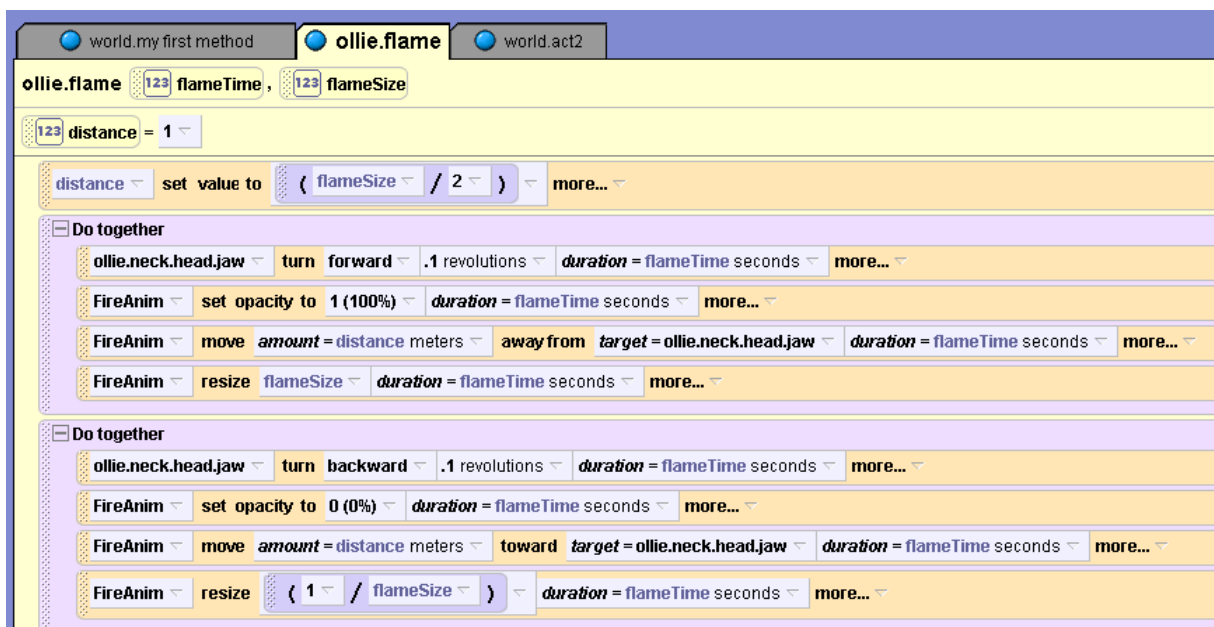 world.my first method ollie.flame world.act2
ollie.flame 123 flameTime, 123 flameSize
123 distance = 1
distance set value to ( flameSize / 2 ) more...
Do together
ollie.neck.head.jaw turn forward .1 revolutions duration = flameTime seconds more...
FireAnim set opacity to 1 (100%) duration = flameTime seconds more...
FireAnim move amount = distance meters away from target = ollie.neck.head.jaw duration = flameTime seconds more...
FireAnim resize flameSize duration = flameTime seconds more...
Do together
ollie.neck.head.jaw turn backward .1 revolutions duration = flameTime seconds more...
FireAnim set opacity to 0 (0%) duration = flameTime seconds more...
FireAnim move amount = distance meters toward target = ollie.neck.head.jaw duration = flameTime seconds more...
FireAnim resize ( 1 / flameSize ) duration = flameTime seconds more...